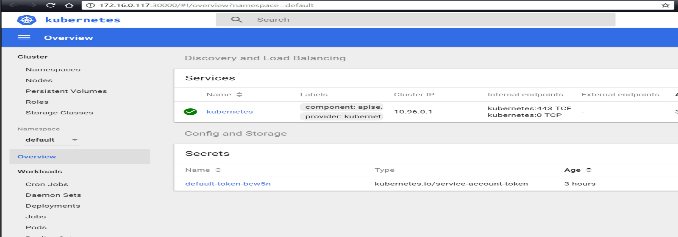 172.16.0.117:30000/#!/overview?namespace=default
kubernetes
Search
Overview
Cluster
Namespaces
Nodes
Persistent Volumes
Roles
Storage Classes
Namespace
default
Overview
Workloads
Cron Jobs
Daemon Sets
Deployments
Jobs
Pods
Discovery and Load Balancing
Services
Name Labels Cluster IP Internal endpoints External endpoints
kubernetes component: apise.. 10.96.0.1 kubernetes:443 TCP -
provider: kubernet.. kubernetes:0 TCP
Config and Storage
Secrets
Name Type Age
default-token-bcw5n kubernetes.io/service-account-token 3 hours